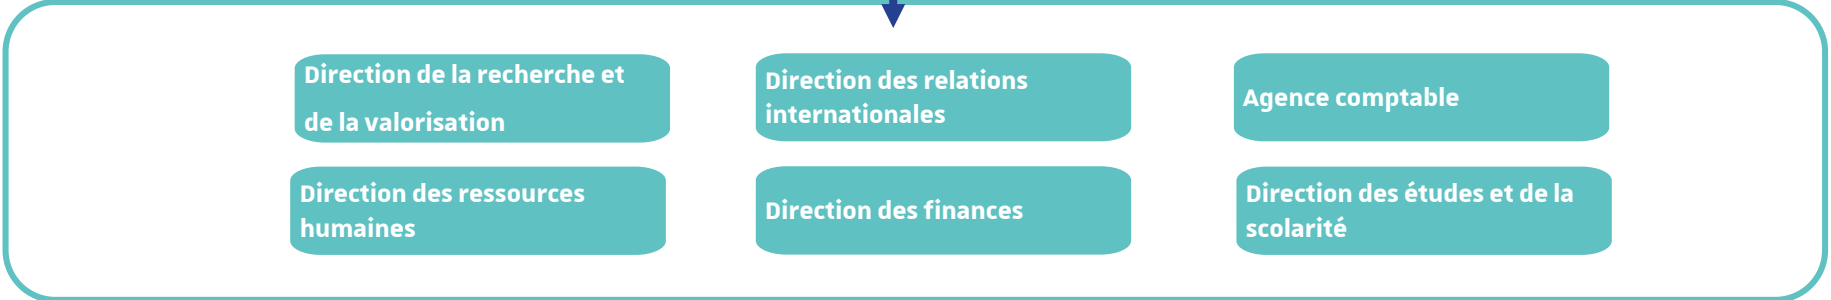 Direction de la recherche et
de la valorisation
Direction des relations
internationales
Agence comptable
Direction des ressources
humaines
Direction des finances
Direction des études et de la
scolarité